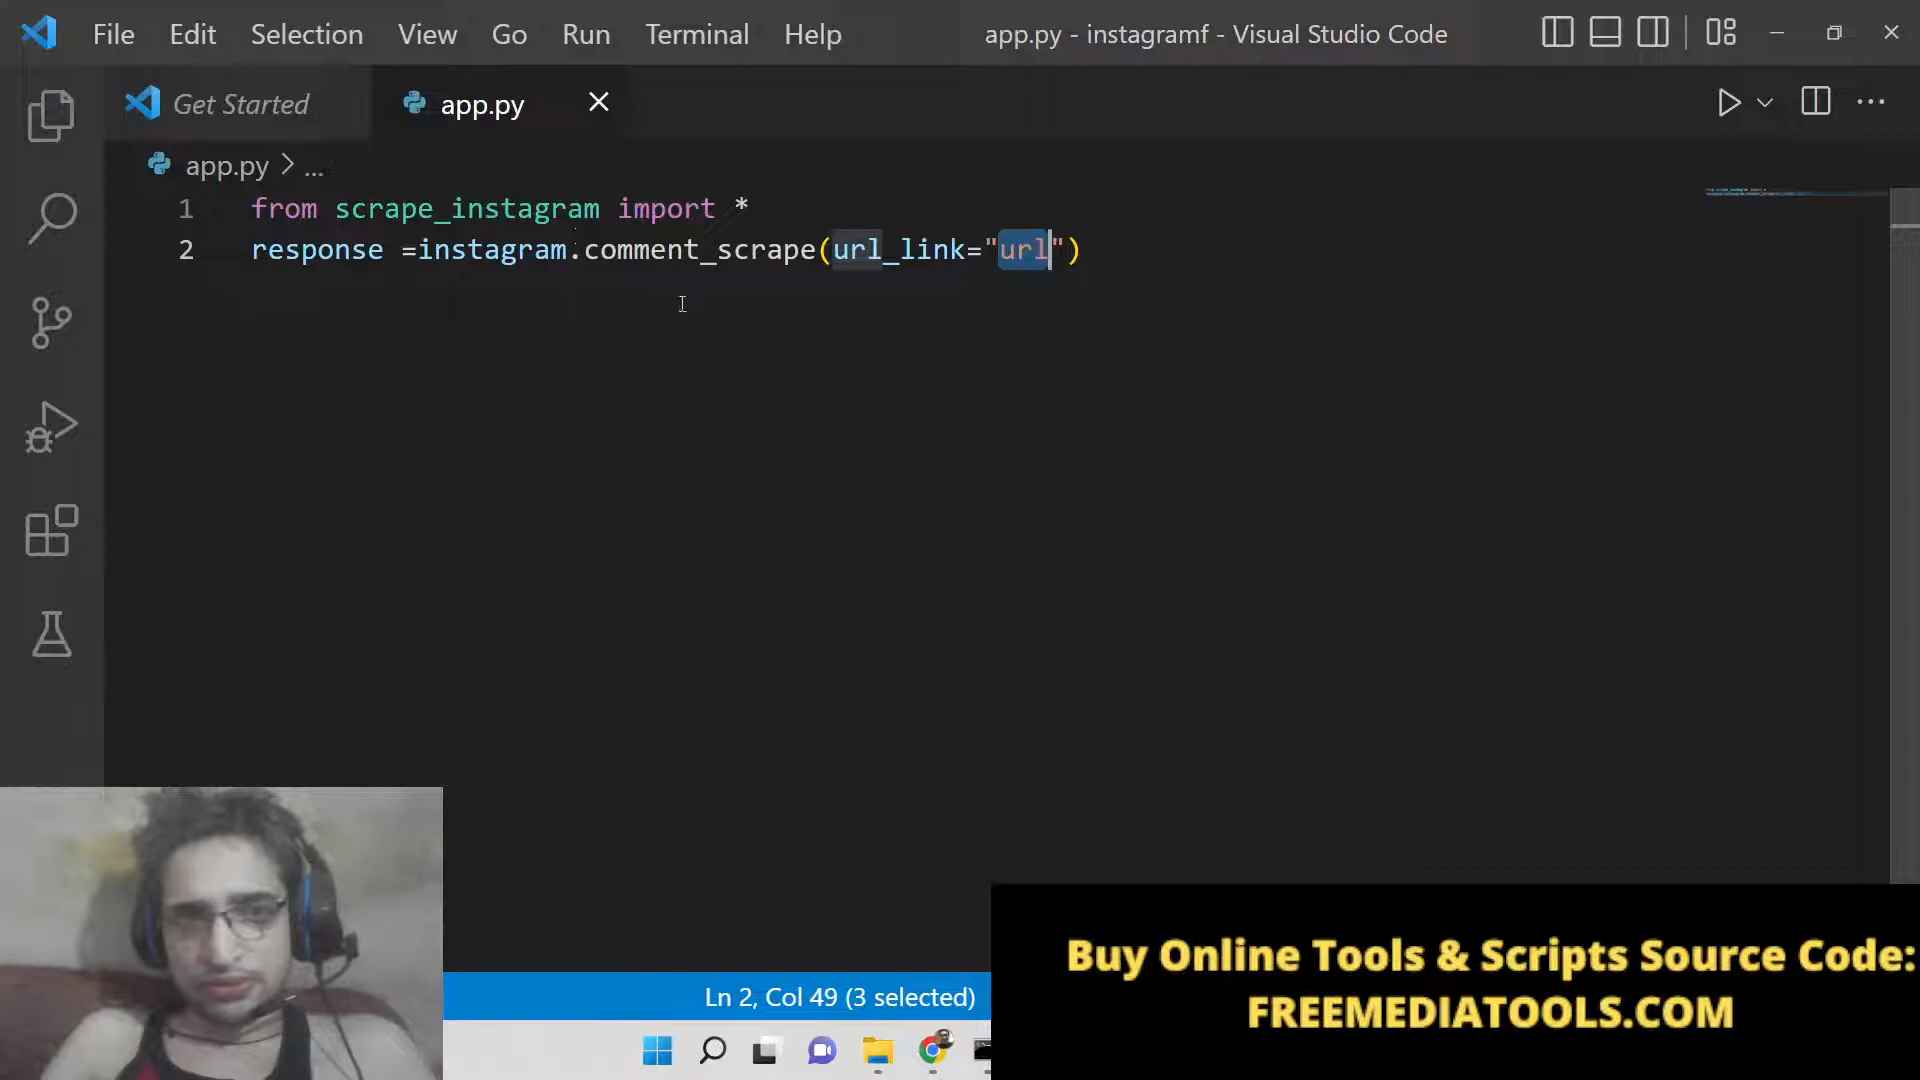 File Edit Selection View Go Run Terminal Help app.py - instagramf - Visual Studio Code
Get Started app.py
app.py > ...
1 from scrape_instagram import *
2 response =instagram.comment_scrape(url_link="url")
Ln 2, Col 49 (3 selected)
Buy Online Tools & Scripts Source Code:
FREEMEDIATOOLS.COM